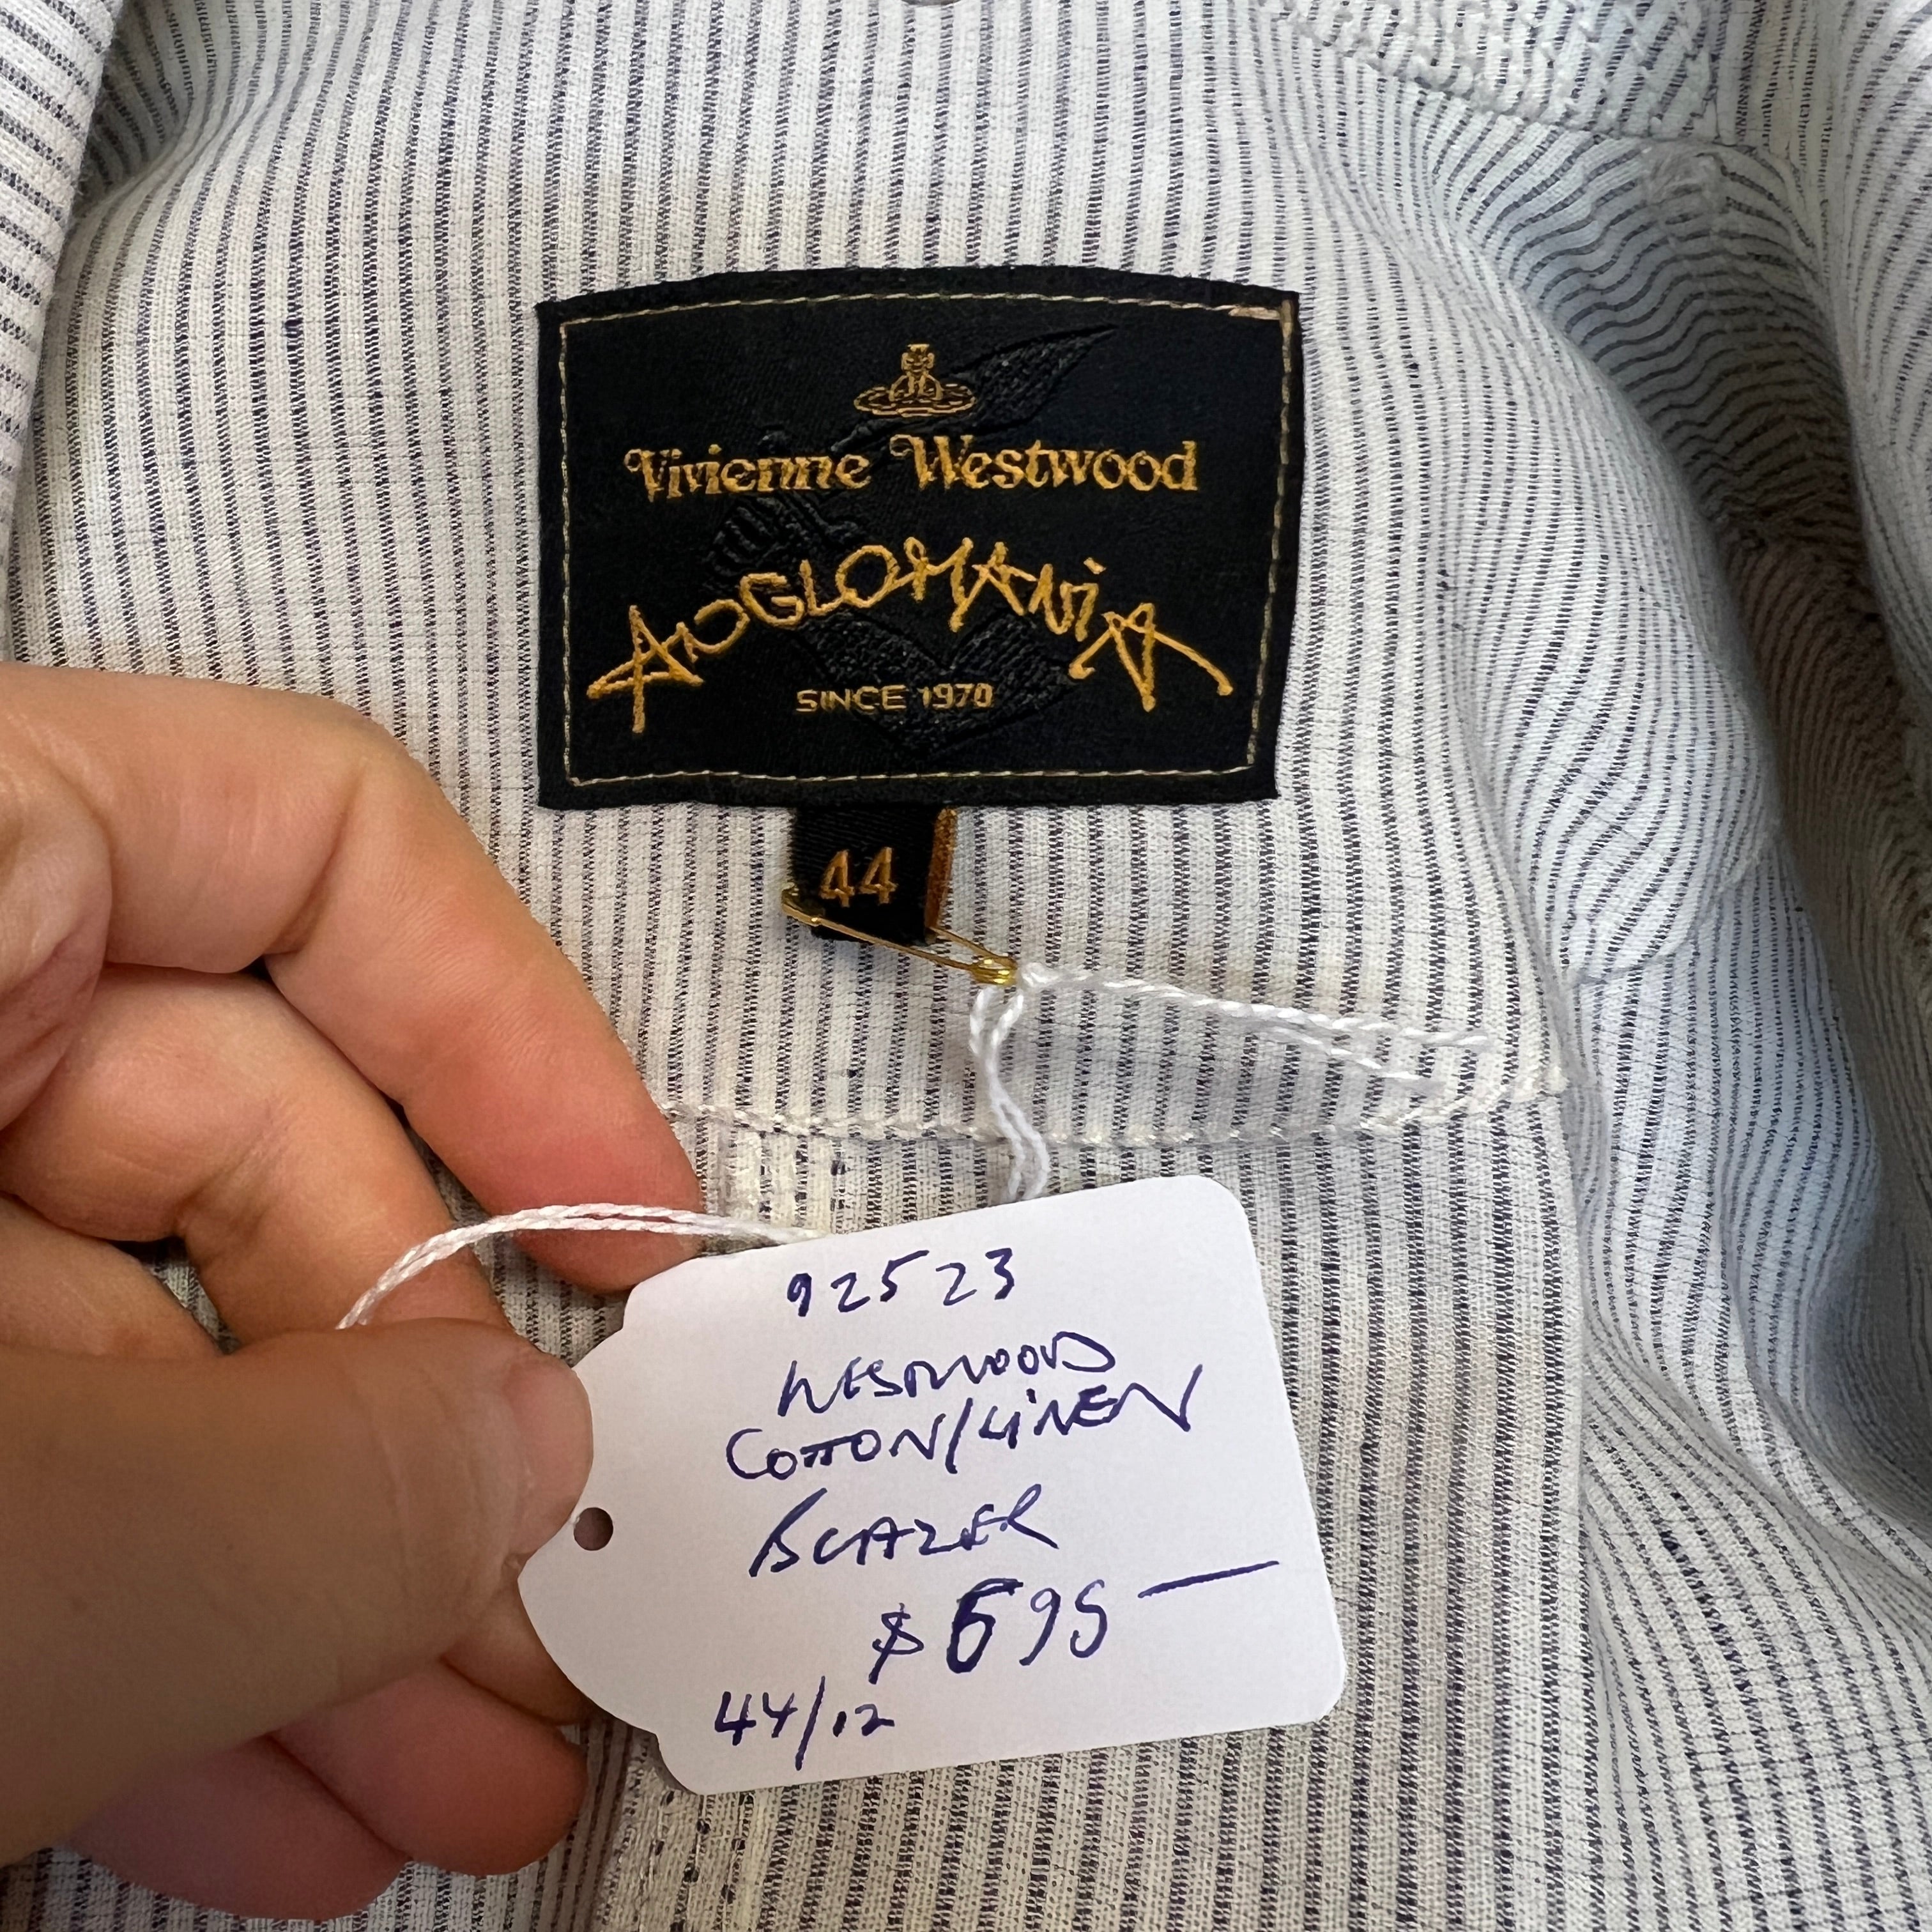 Vivienne Westwood
ANGLOMANiA
SINCE 1970
44
92523
WESTWOOD
COTTON/LiNEN
BLAZER
$695—
44/12